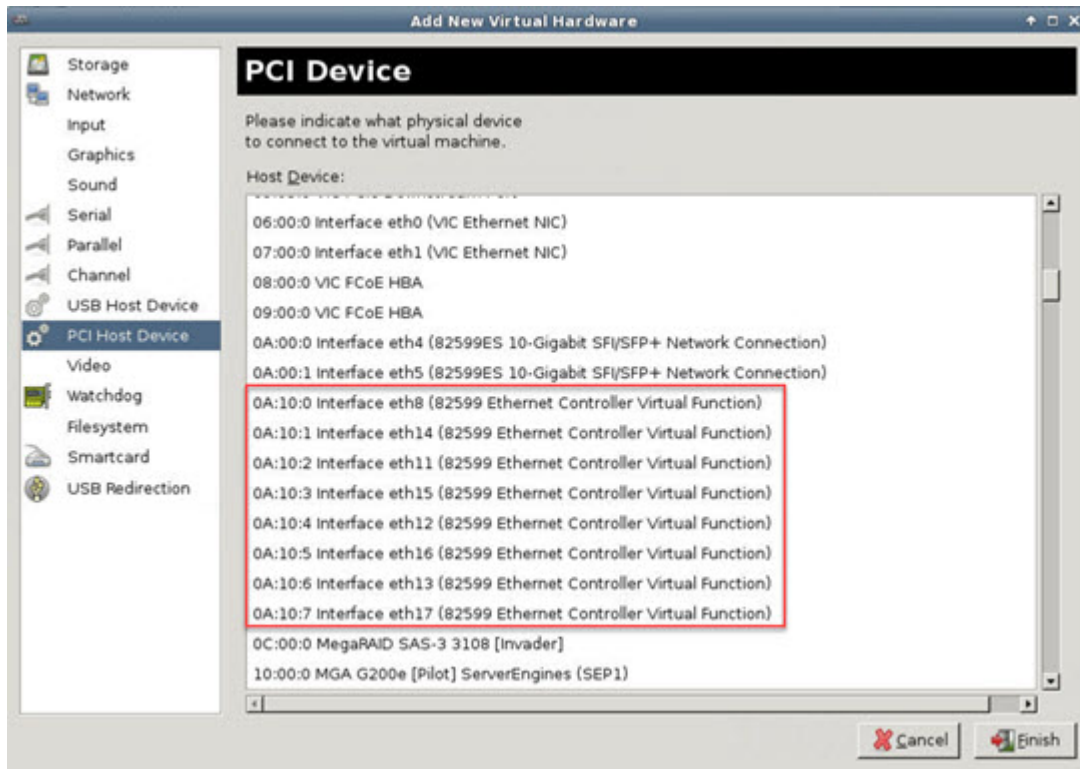 Add New Virtual Hardware
Storage
Network
Input
Graphics
Sound
Serial
Parallel
Channel
USB Host Device
PCI Host Device
Video
Watchdog
Filesystem
Smartcard
USB Redirection
PCI Device
Please indicate what physical device
to connect to the virtual machine.
Host Device:
06:00:0 Interface eth0 (VIC Ethernet NIC)
07:00:0 Interface eth1 (VIC Ethernet NIC)
08:00:0 VIC FCoE HBA
09:00:0 VIC FCoE HBA
0A:00:0 Interface eth4 (82599ES 10-Gigabit SFI/SFP+ Network Connection)
0A:00:1 Interface eth5 (82599ES 10-Gigabit SFI/SFP+ Network Connection)
0A:10:0 Interface eth8 (82599 Ethernet Controller Virtual Function)
0A:10:1 Interface eth14 (82599 Ethernet Controller Virtual Function)
0A:10:2 Interface eth11 (82599 Ethernet Controller Virtual Function)
0A:10:3 Interface eth15 (82599 Ethernet Controller Virtual Function)
0A:10:4 Interface eth12 (82599 Ethernet Controller Virtual Function)
0A:10:5 Interface eth16 (82599 Ethernet Controller Virtual Function)
0A:10:6 Interface eth13 (82599 Ethernet Controller Virtual Function)
0A:10:7 Interface eth17 (82599 Ethernet Controller Virtual Function)
0C:00:0 MegaRAID SAS-3 3108 [Invader]
10:00:0 MGA G200e [Pilot] ServerEngines (SEP1)
Cancel
Finish